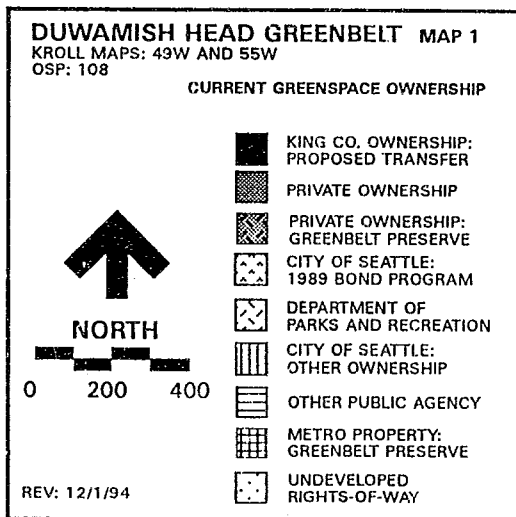 DUWAMISH HEAD GREENBELT MAP 1
KROLL MAPS: 49W AND 55W
OSP: 108
CURRENT GREENSPACE OWNERSHIP
KING CO. OWNERSHIP:
PROPOSED TRANSFER
PRIVATE OWNERSHIP
PRIVATE OWNERSHIP:
GREENBELT PRESERVE
CITY OF SEATTLE:
1989 BOND PROGRAM
DEPARTMENT OF
PARKS AND RECREATION
CITY OF SEATTLE:
OTHER OWNERSHIP
OTHER PUBLIC AGENCY
METRO PROPERTY:
GREENBELT PRESERVE
UNDEVELOPED
RIGHTS-OF-WAY
NORTH
0 200 400
REV: 12/1/94